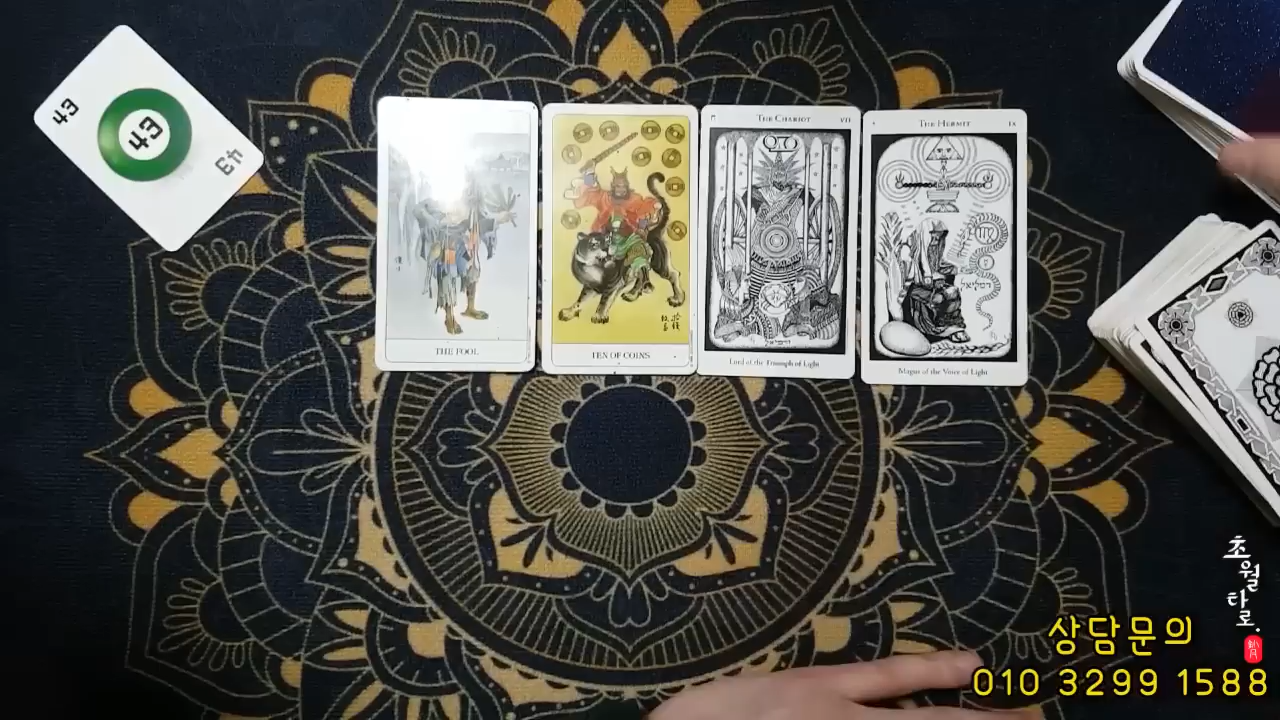 43
43
43
THE FOOL
TEN OF COINS
THE CHARIOT VII
Lord of the Triumph of Light
THE HERMIT IX
Magus of the Voice of Light
초월타로.
상담문의
010 3299 1588